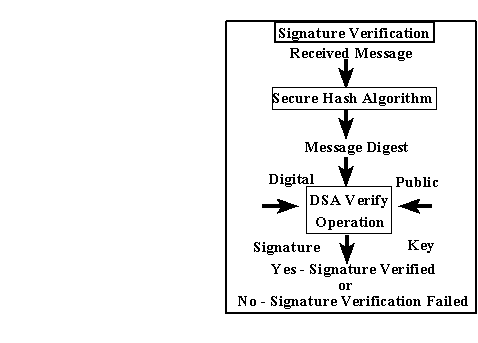 Signature Verification
Received Message
Secure Hash Algorithm
Message Digest
Digital
Public
DSA Verify
Operation
Signature
Key
Yes - Signature Verified
or
No - Signature Verification Failed